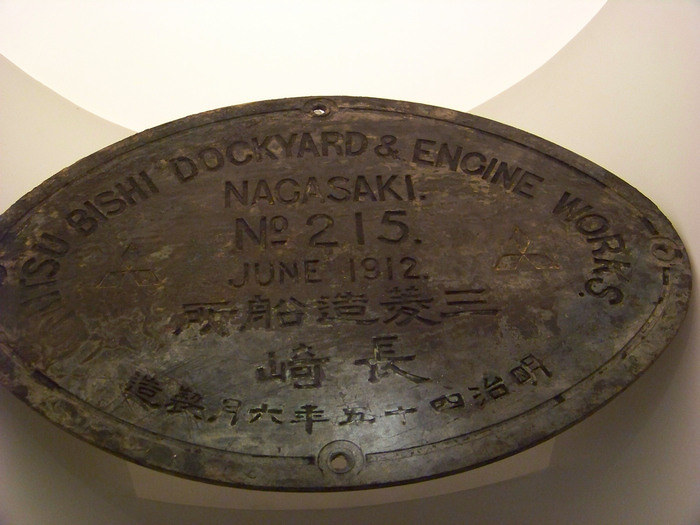 MITSU BISHI DOCKYARD & ENGINE WORKS.
NAGASAKI.
No 215.
JUNE 1912.
三菱造船所
長崎
明治四十五年六月製造